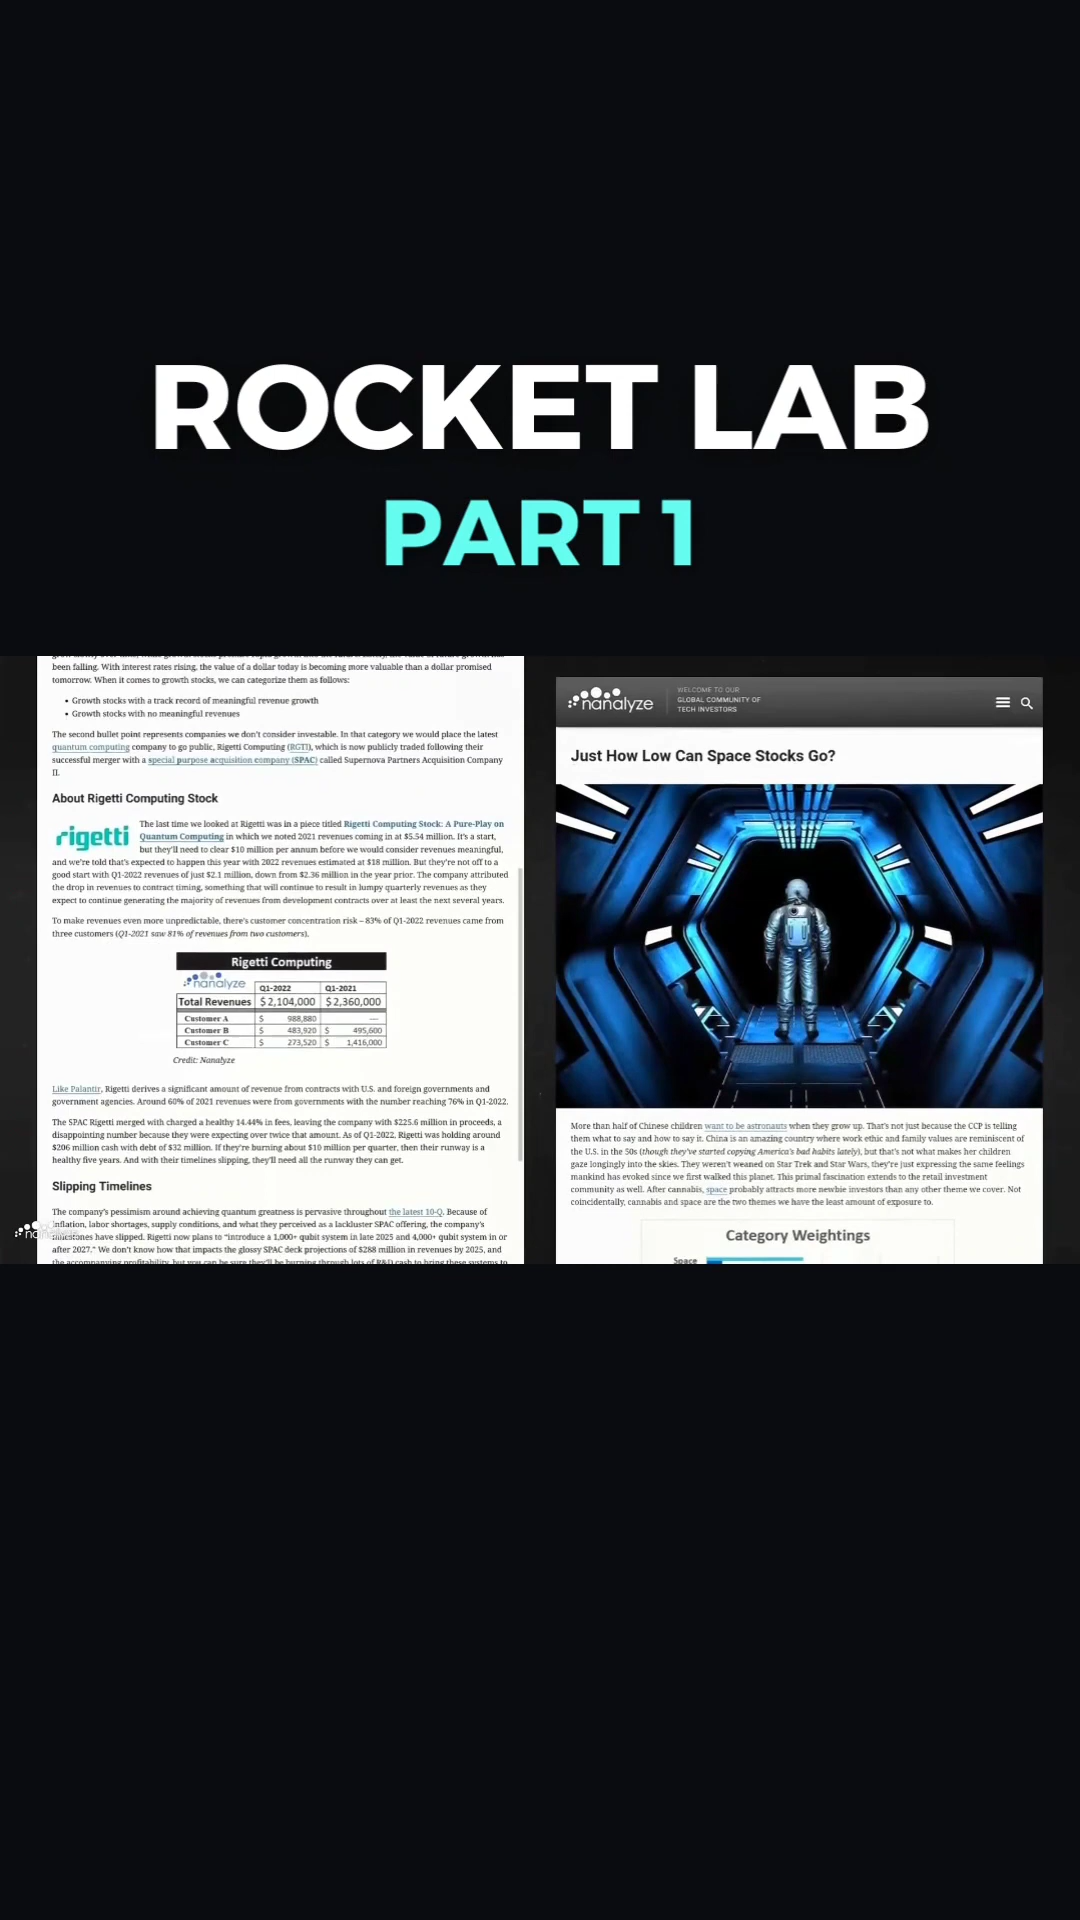 ROCKET LAB
PART 1
been falling. With interest rates rising, the value of a dollar today is becoming more valuable than a dollar promised
tomorrow. When it comes to growth stocks, we can categorize them as follows:
• Growth stocks with a track record of meaningful revenue growth
• Growth stocks with no meaningful revenues
The second bullet point represents companies we don't consider investable. In that category we would place the latest
quantum computing company to go public, Rigetti Computing (RGTI), which is now publicly traded following their
successful merger with a special purpose acquisition company (SPAC) called Supernova Partners Acquisition Company
II.
About Rigetti Computing Stock
rigetti
The last time we looked at Rigetti was in a piece titled Rigetti Computing Stock: A Pure-Play on
Quantum Computing in which we noted 2021 revenues coming in at $5.54 million. It's a start,
but they'll need to clear $10 million per annum before we would consider revenues meaningful,
and we're told that's expected to happen this year with 2022 revenues estimated at $18 million. But they're not off to a
good start with Q1-2022 revenues of just $2.1 million, down from $2.36 million in the year prior. The company attributed
the drop in revenues to contract timing, something that will continue to result in lumpy quarterly revenues as they
expect to continue generating the majority of revenues from development contracts over at least the next several years.
To make revenues even more unpredictable, there's customer concentration risk – 83% of Q1-2022 revenues came from
three customers (Q1-2021 saw 81% of revenues from two customers).
Rigetti Computing
nanalyze Q1-2022 Q1-2021
Total Revenues $ 2,104,000 $ 2,360,000
Customer A $ 988,880 —
Customer B $ 483,920 $ 495,600
Customer C $ 273,520 $ 1,416,000
Credit: Nanalyze
Like Palantir, Rigetti derives a significant amount of revenue from contracts with U.S. and foreign governments and
government agencies. Around 60% of 2021 revenues were from governments with the number reaching 76% in Q1-2022.
The SPAC Rigetti merged with charged a healthy 14.44% in fees, leaving the company with $225.6 million in proceeds, a
disappointing number because they were expecting over twice that amount. As of Q1-2022, Rigetti was holding around
$206 million cash with debt of $32 million. If they're burning about $10 million per quarter, then their runway is a
healthy five years. And with their timelines slipping, they'll need all the runway they can get.
Slipping Timelines
The company's pessimism around achieving quantum greatness is pervasive throughout the latest 10-Q. Because of
inflation, labor shortages, supply conditions, and what they perceived as a lackluster SPAC offering, the company's
milestones have slipped. Rigetti now plans to "introduce a 1,000+ qubit system in late 2025 and 4,000+ qubit system in or
after 2027." We don't know how that impacts the glossy SPAC deck projections of $288 million in revenues by 2025, and
the accompanying profitability, but you can be sure they'll be burning through lots of R&D cash to bring these systems to
nanalyze
WELCOME TO OUR
GLOBAL COMMUNITY OF
TECH INVESTORS
Just How Low Can Space Stocks Go?
More than half of Chinese children want to be astronauts when they grow up. That's not just because the CCP is telling
them what to say and how to say it. China is an amazing country where work ethic and family values are reminiscent of
the U.S. in the 50s (though they've started copying America's bad habits lately), but that's not what makes her children
gaze longingly into the skies. They weren't weaned on Star Trek and Star Wars, they're just expressing the same feelings
mankind has evoked since we first walked this planet. This primal fascination extends to the retail investment
community as well. After cannabis, space probably attracts more newbie investors than any other theme we cover. Not
coincidentally, cannabis and space are the two themes we have the least amount of exposure to.
Category Weightings
Space